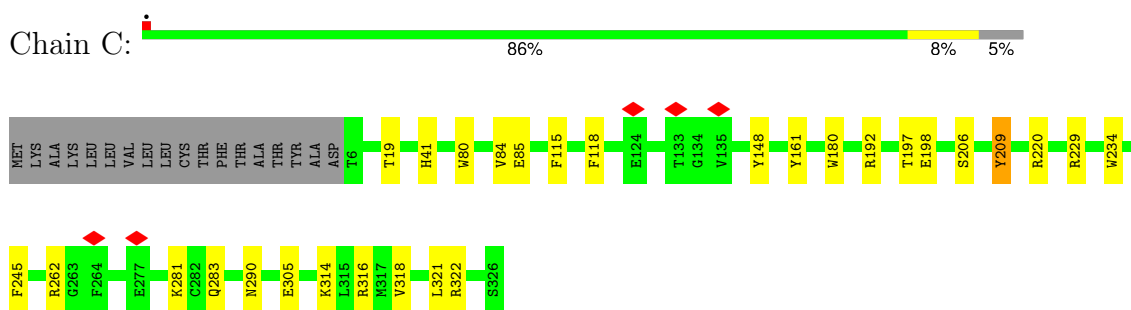 Chain C:
86% 8% 5%
MET LYS ALA LYS LEU LEU VAL LEU LEU CYS THR PHE THR ALA THR TYR ALA ASP T6 T19 H41 W80 V84 E85 F115 F118 E124 T133 G134 V135 Y148 Y161 W180 R192 T197 E198 S206 Y209 R220 R229 W234
F245 R262 G263 F264 E277 K281 C282 Q283 N290 E305 K314 L315 R316 M317 V318 L321 R322 S326